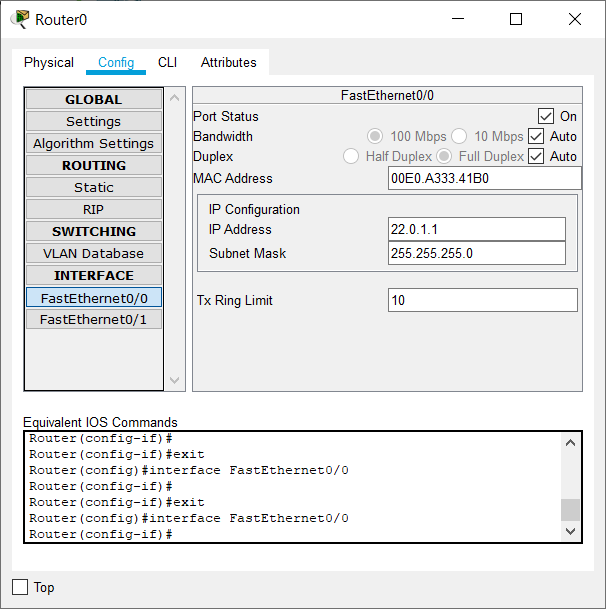 Router0
Physical Config CLI Attributes
GLOBAL
Settings
Algorithm Settings
ROUTING
Static
RIP
SWITCHING
VLAN Database
INTERFACE
FastEthernet0/0
FastEthernet0/1
FastEthernet0/0
Port Status On
Bandwidth 100 Mbps 10 Mbps Auto
Duplex Half Duplex Full Duplex Auto
MAC Address 00E0.A333.41B0
IP Configuration
IP Address 22.0.1.1
Subnet Mask 255.255.255.0
Tx Ring Limit 10
Equivalent IOS Commands
Router(config-if)#
Router(config-if)#exit
Router(config)#interface FastEthernet0/0
Router(config-if)#
Router(config-if)#exit
Router(config)#interface FastEthernet0/0
Router(config-if)#
Top